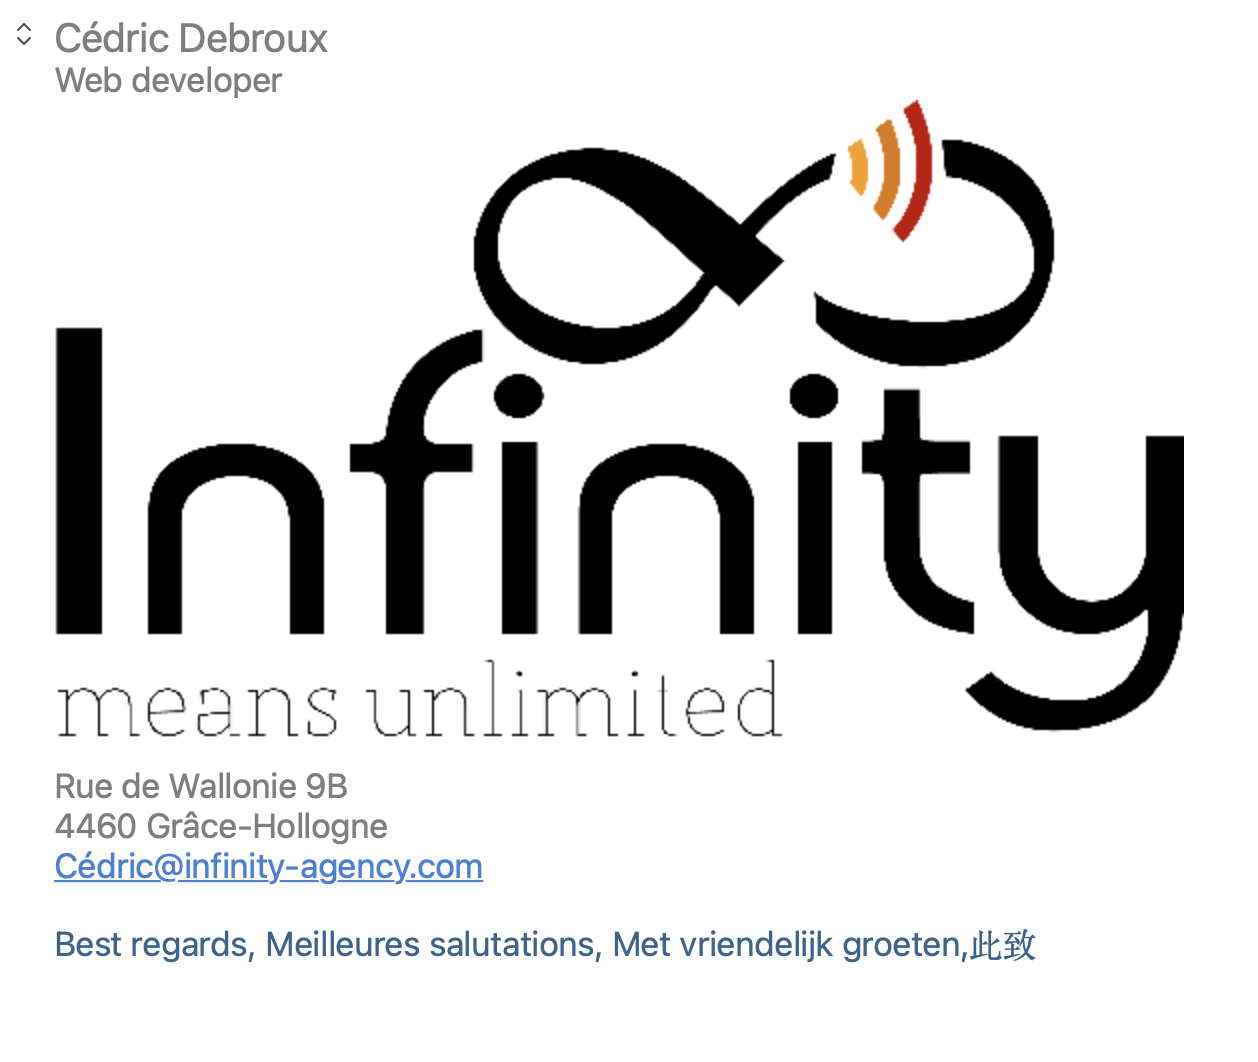 Cédric Debroux
Web developer
Infinity
means unlimited
Rue de Wallonie 9B
4460 Grâce-Hollogne
Cédric@infinity-agency.com
Best regards, Meilleures salutations, Met vriendelijk groeten,此致